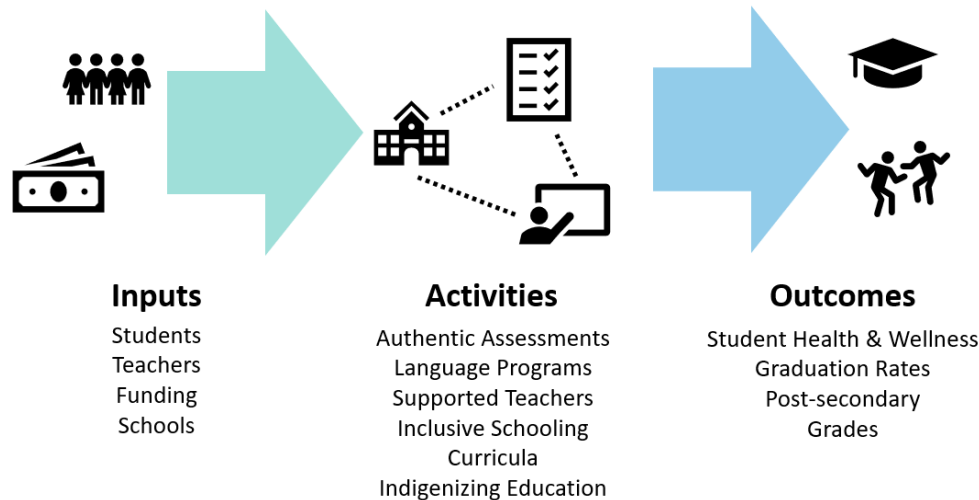 Inputs
Students
Teachers
Funding
Schools
Activities
Authentic Assessments
Language Programs
Supported Teachers
Inclusive Schooling
Curricula
Indigenizing Education
Outcomes
Student Health & Wellness
Graduation Rates
Post-secondary
Grades